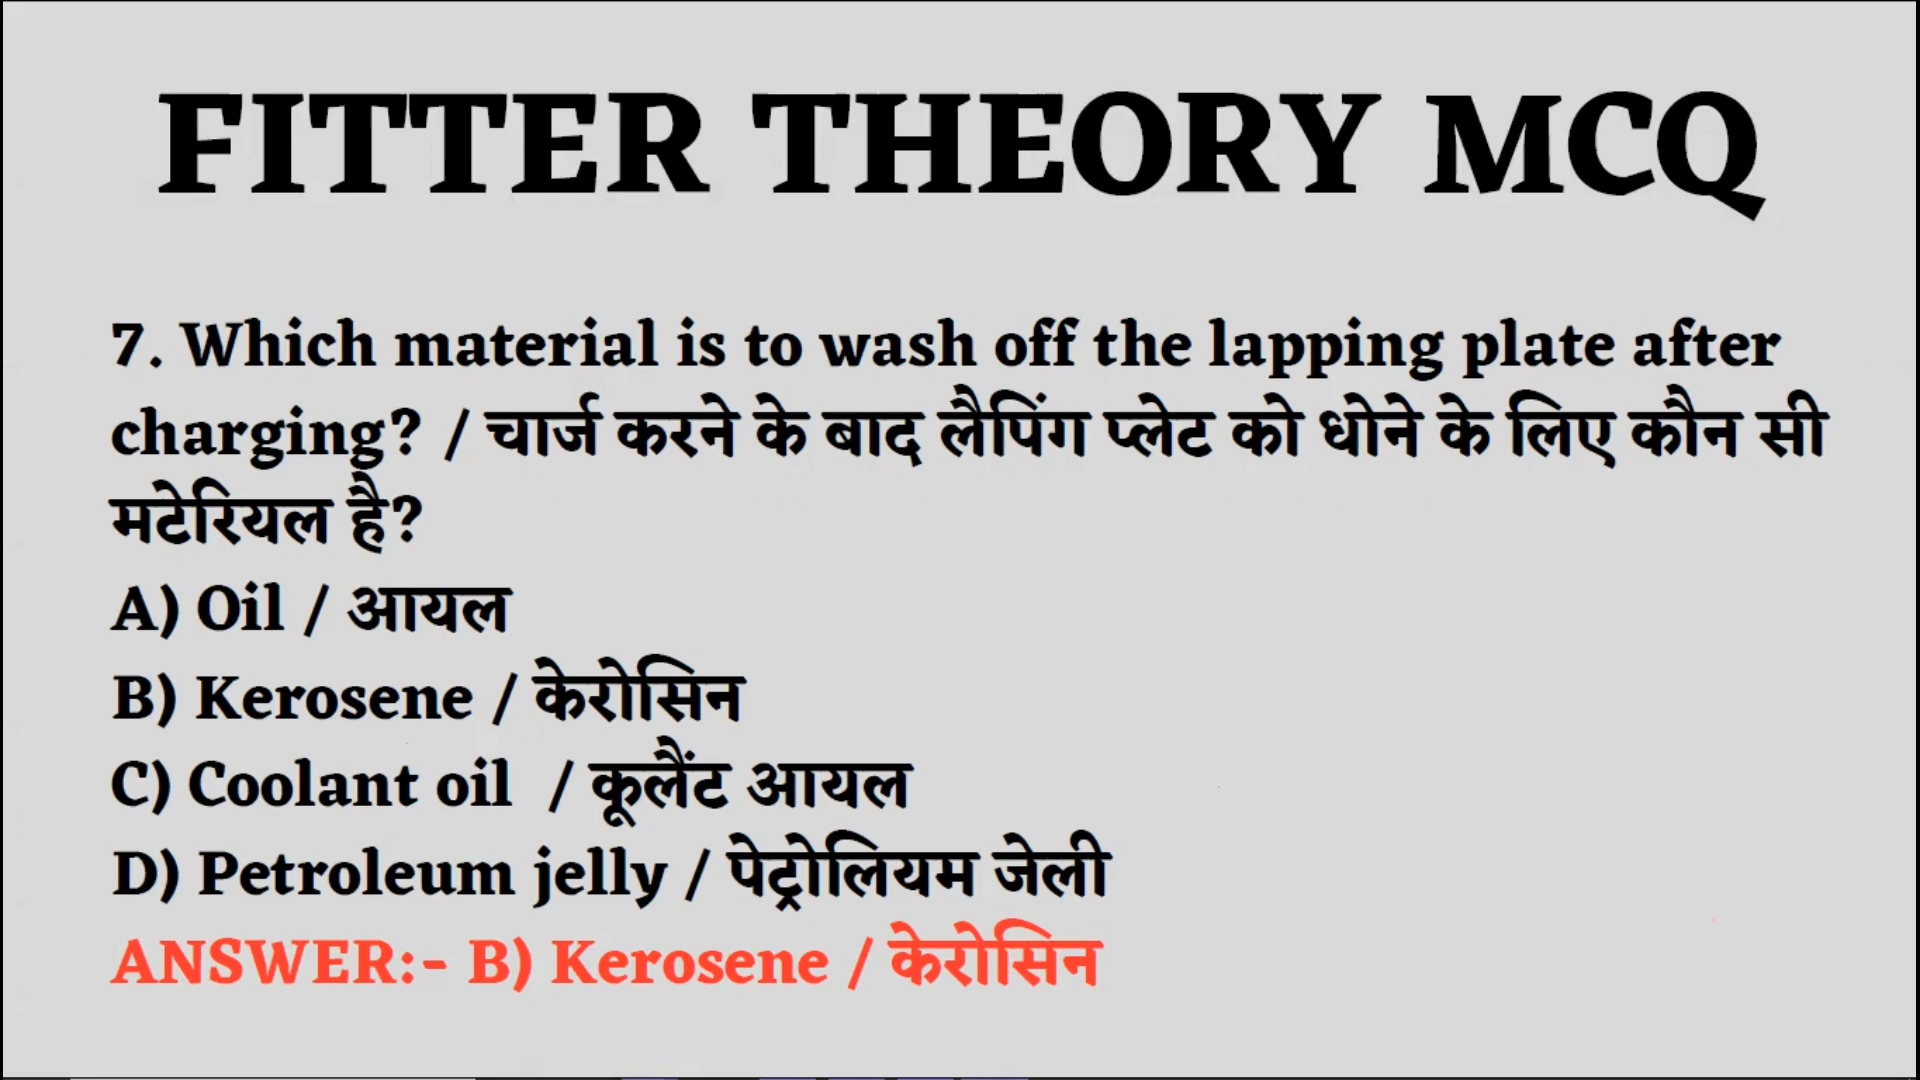 FITTER THEORY MCQ
7. Which material is to wash off the lapping plate after
charging? / चार्ज करने के बाद लैपिंग प्लेट को धोने के लिए कौन सी
मटेरियल है?
A) Oil / आयल
B) Kerosene / केरोसिन
C) Coolant oil / कूलैंट आयल
D) Petroleum jelly / पेट्रोलियम जेली
ANSWER:- B) Kerosene / केरोसिन